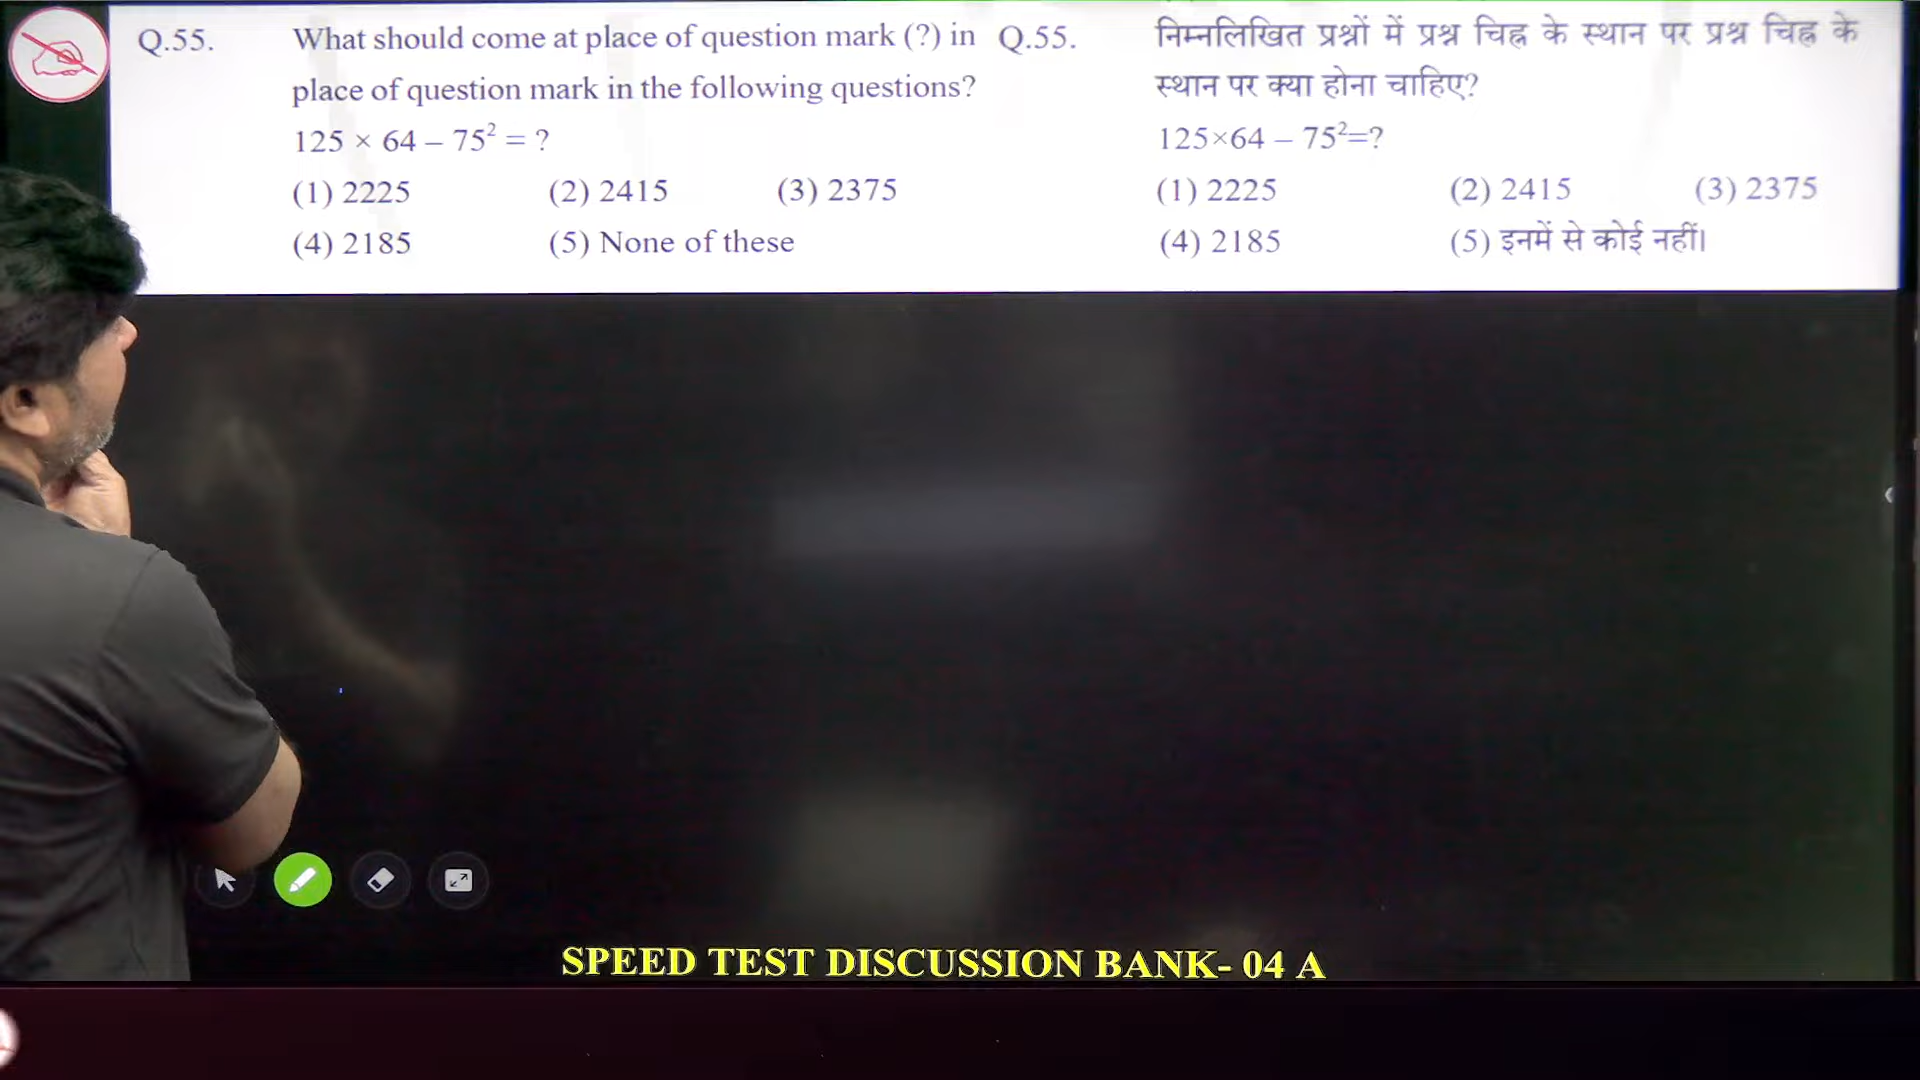 Q.55. What should come at place of question mark (?) in
place of question mark in the following questions?
125 × 64 – 75² = ?
(1) 2225 (2) 2415 (3) 2375
(4) 2185 (5) None of these
Q.55. निम्नलिखित प्रश्नों में प्रश्न चिह्न के स्थान पर प्रश्न चिह्न के
स्थान पर क्या होना चाहिए?
125×64 – 75²=?
(1) 2225 (2) 2415 (3) 2375
(4) 2185 (5) इनमें से कोई नहीं।
SPEED TEST DISCUSSION BANK- 04 A